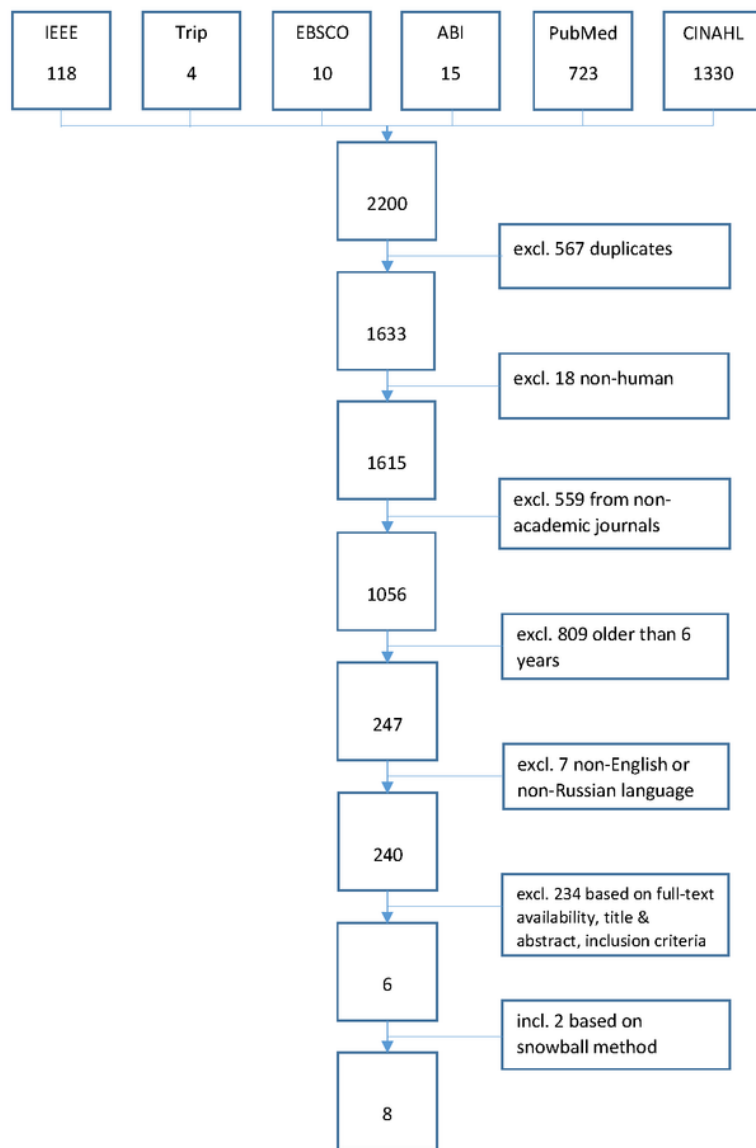 IEEE
118
Trip
4
EBSCO
10
ABI
15
PubMed
723
CINAHL
1330
2200
excl. 567 duplicates
1633
excl. 18 non-human
1615
excl. 559 from non-
academic journals
1056
excl. 809 older than 6
years
247
excl. 7 non-English or
non-Russian language
240
excl. 234 based on full-text
availability, title &
abstract, inclusion criteria
6
incl. 2 based on
snowball method
8